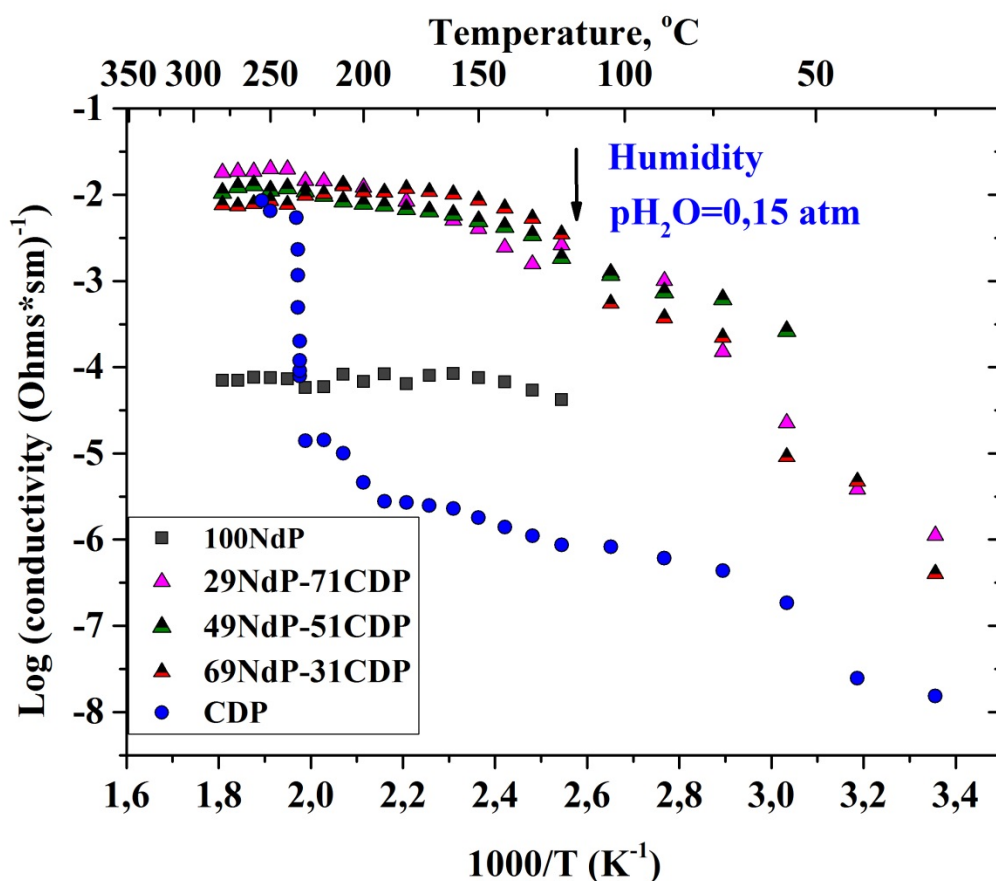 Temperature, °C
350 300 250 200 150 100 50
-1
-2
-3
-4
-5
-6
-7
-8
Log (conductivity (Ohms*sm)⁻¹
Humidity
pH₂O=0,15 atm
100NdP
29NdP-71CDP
49NdP-51CDP
69NdP-31CDP
CDP
1,6 1,8 2,0 2,2 2,4 2,6 2,8 3,0 3,2 3,4
1000/T (K⁻¹)